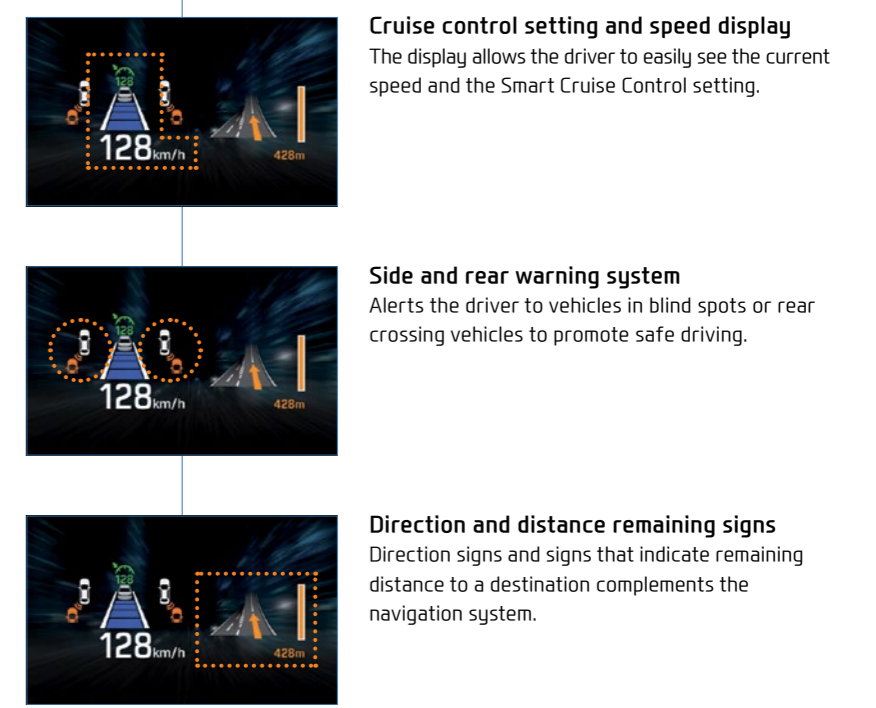 Cruise control setting and speed display
The display allows the driver to easily see the current
speed and the Smart Cruise Control setting.
128
128km/h
428m
Side and rear warning system
Alerts the driver to vehicles in blind spots or rear
crossing vehicles to promote safe driving.
128
128km/h
428m
Direction and distance remaining signs
Direction signs and signs that indicate remaining
distance to a destination complements the
navigation system.
128
128km/h
428m